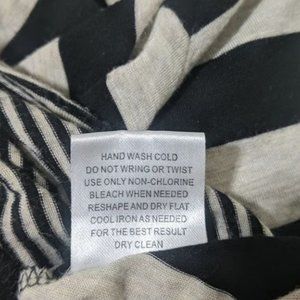 HAND WASH COLD
DO NOT WRING OR TWIST
USE ONLY NON-CHLORINE
BLEACH WHEN NEEDED
RESHAPE AND DRY FLAT
COOL IRON AS NEEDED
FOR THE BEST RESULT
DRY CLEAN